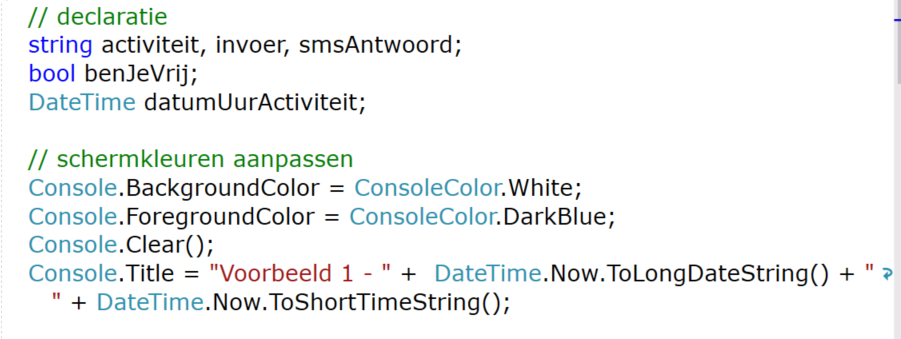 // declaratie
string activiteit, invoer, smsAntwoord;
bool benJeVrij;
DateTime datumUurActiviteit;
// schermkleuren aanpassen
Console.BackgroundColor = ConsoleColor.White;
Console.ForegroundColor = ConsoleColor.DarkBlue;
Console.Clear();
Console.Title = "Voorbeeld 1 - " +  DateTime.Now.ToLongDateString() + "
" + DateTime.Now.ToShortTimeString();